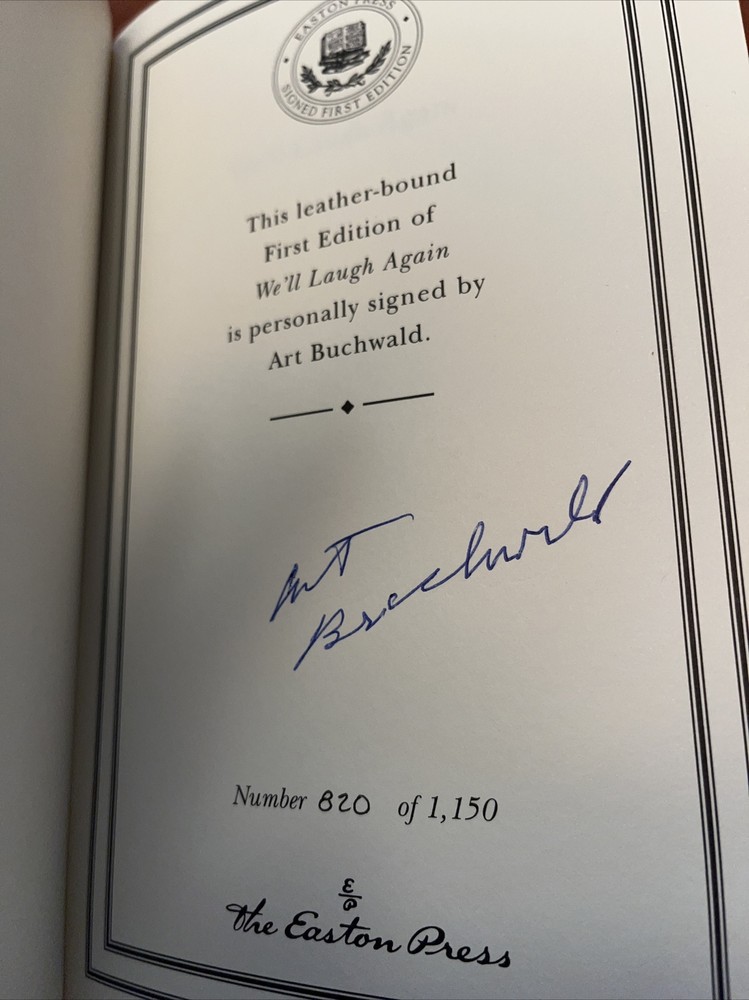 EASTON PRESS
SIGNED FIRST EDITION
This leather-bound
First Edition of
We'll Laugh Again
is personally signed by
Art Buchwald.
Art
Buchwald
Number 820 of 1,150
E
P
the Easton Press